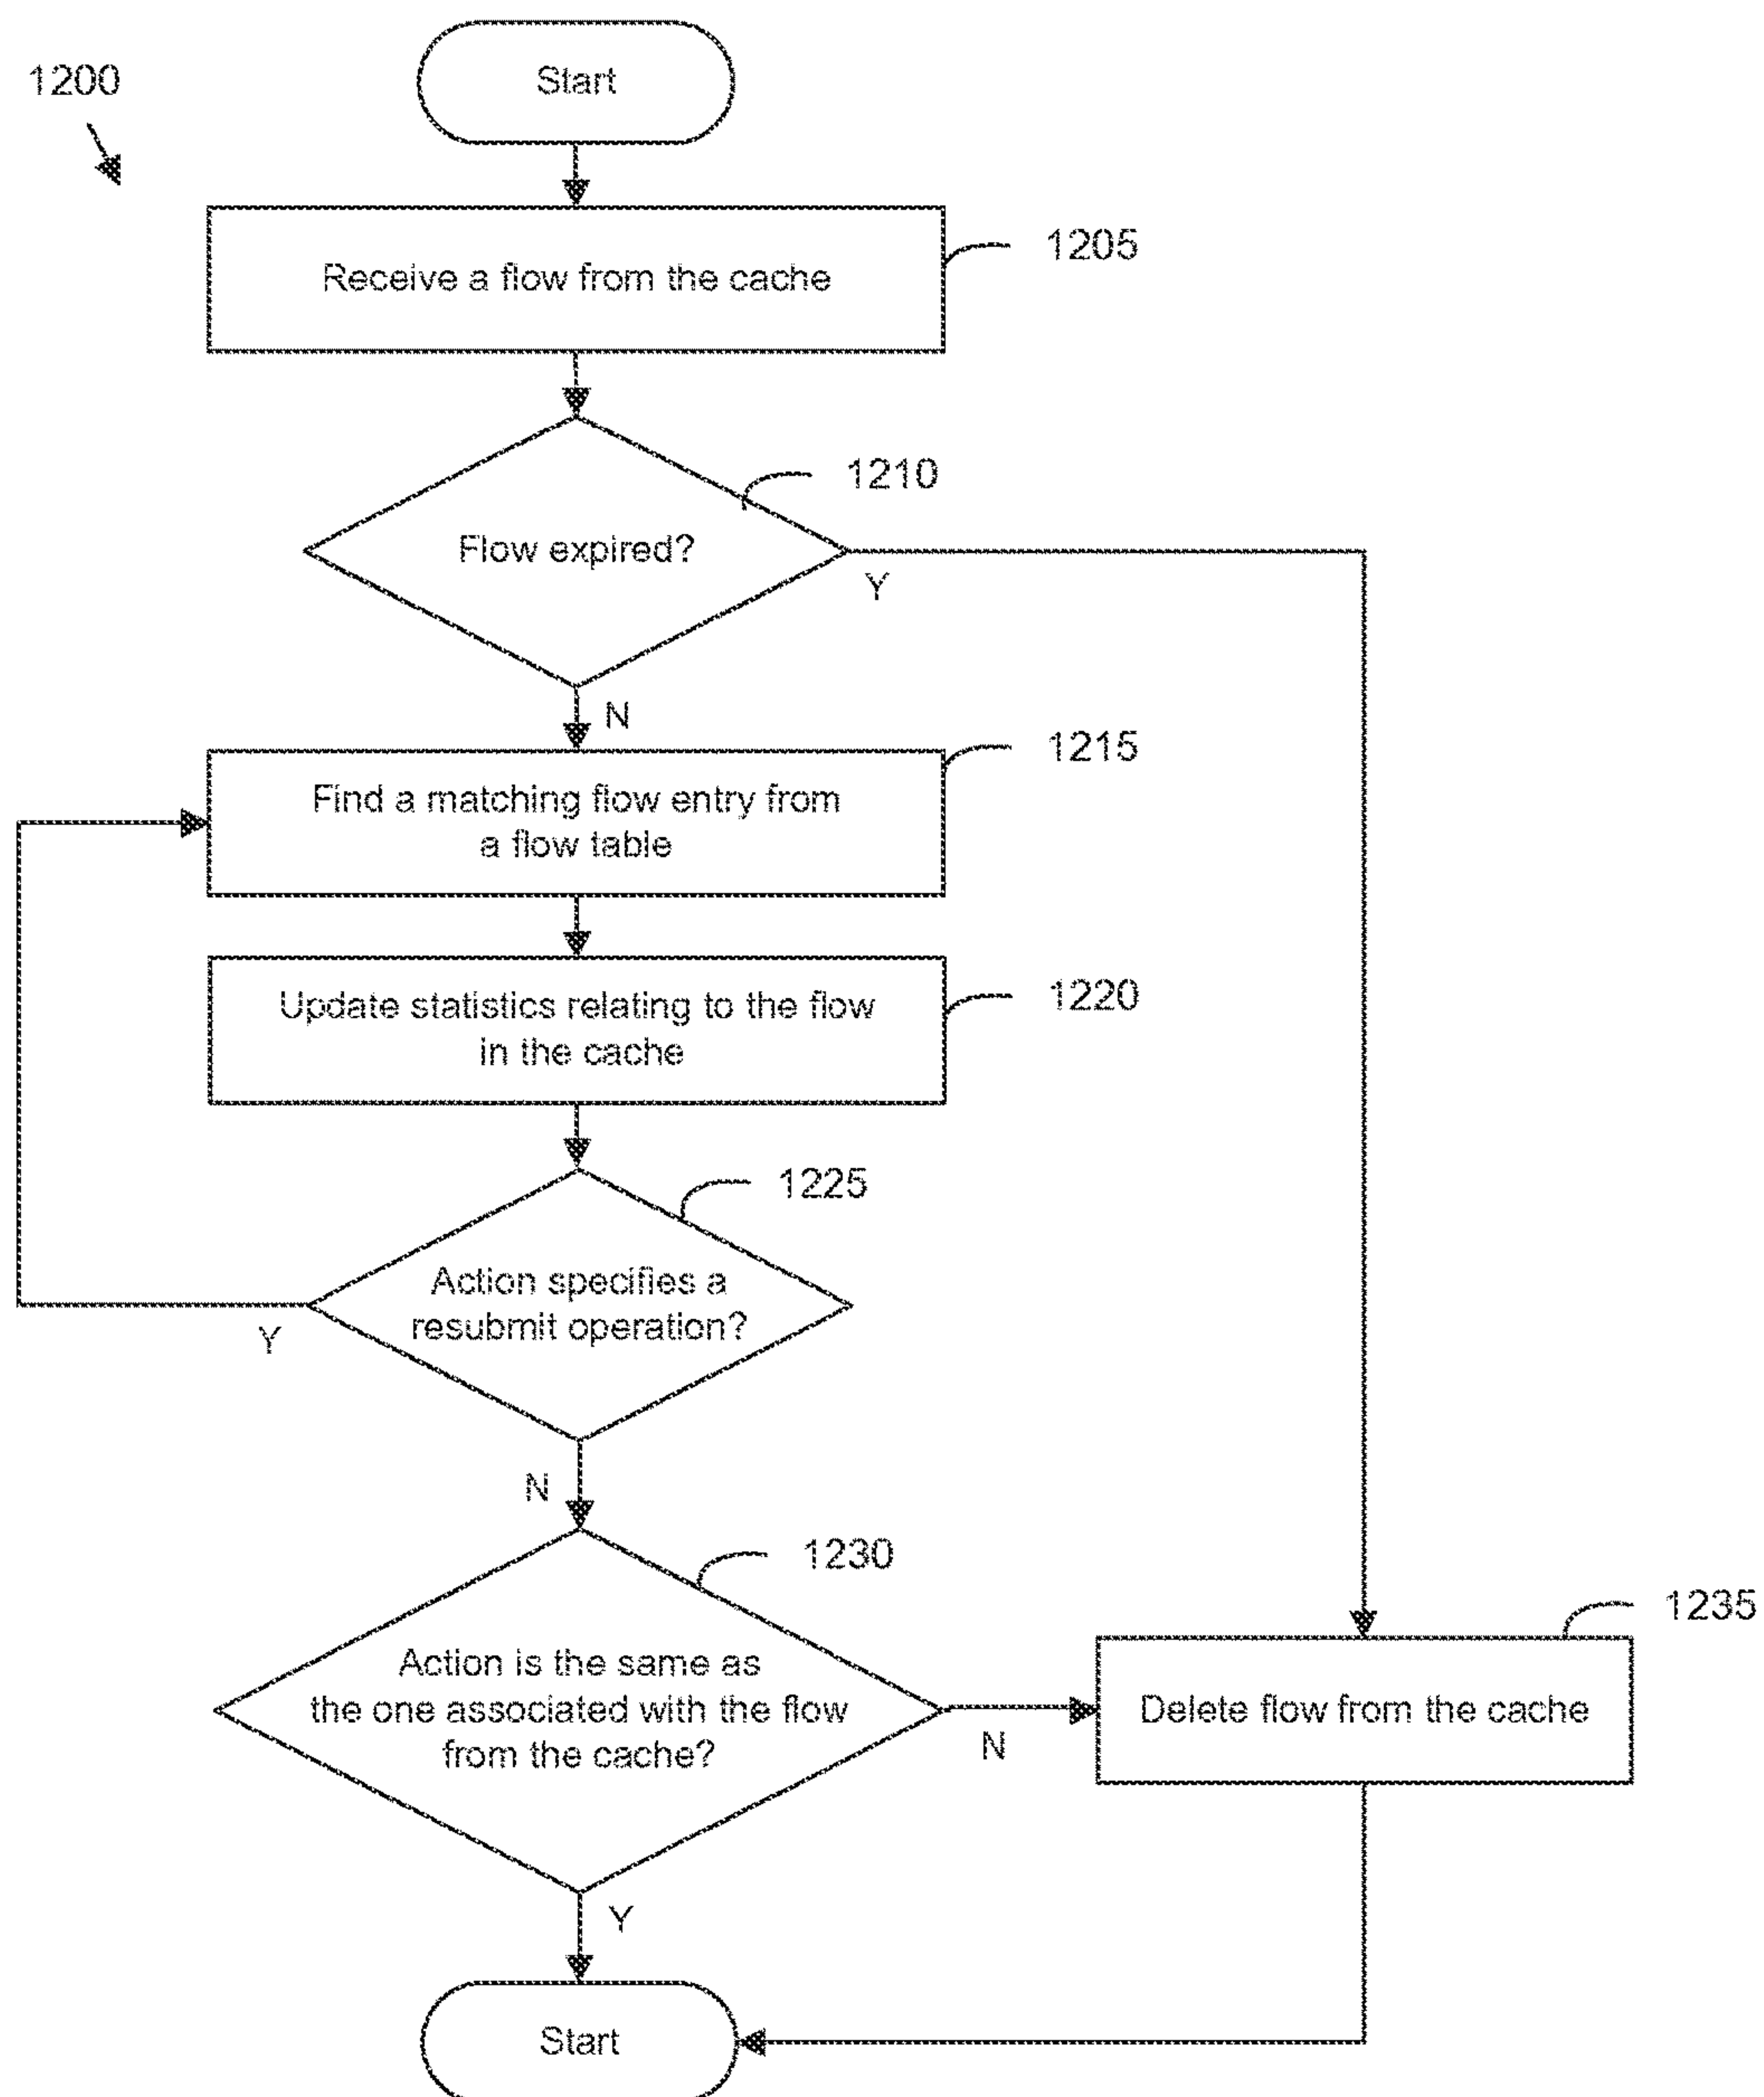 1200
Start
Receive a flow from the cache
1205
1210
Flow expired?
Y
N
1215
Find a matching flow entry from
a flow table
1220
Update statistics relating to the flow
in the cache
1225
Action specifies a
resubmit operation?
Y
N
1230
Action is the same as
the one associated with the flow
from the cache?
N
1235
Delete flow from the cache
Y
Start